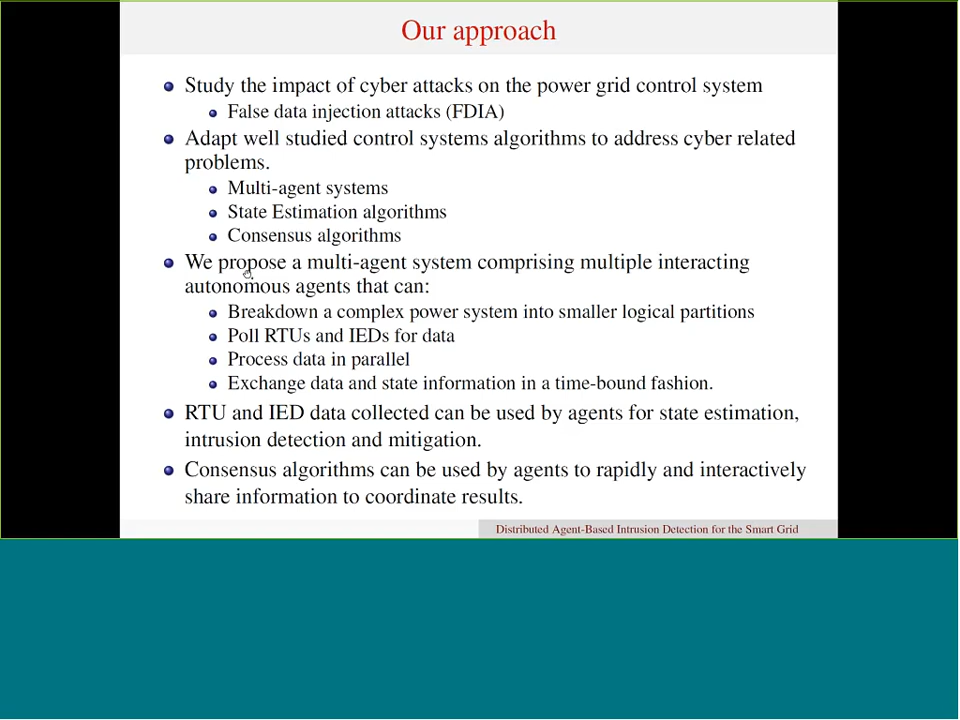 Our approach
Study the impact of cyber attacks on the power grid control system
False data injection attacks (FDIA)
Adapt well studied control systems algorithms to address cyber related
problems.
Multi-agent systems
State Estimation algorithms
Consensus algorithms
We propose a multi-agent system comprising multiple interacting
autonomous agents that can:
Breakdown a complex power system into smaller logical partitions
Poll RTUs and IEDs for data
Process data in parallel
Exchange data and state information in a time-bound fashion.
RTU and IED data collected can be used by agents for state estimation,
intrusion detection and mitigation.
Consensus algorithms can be used by agents to rapidly and interactively
share information to coordinate results.
Distributed Agent-Based Intrusion Detection for the Smart Grid